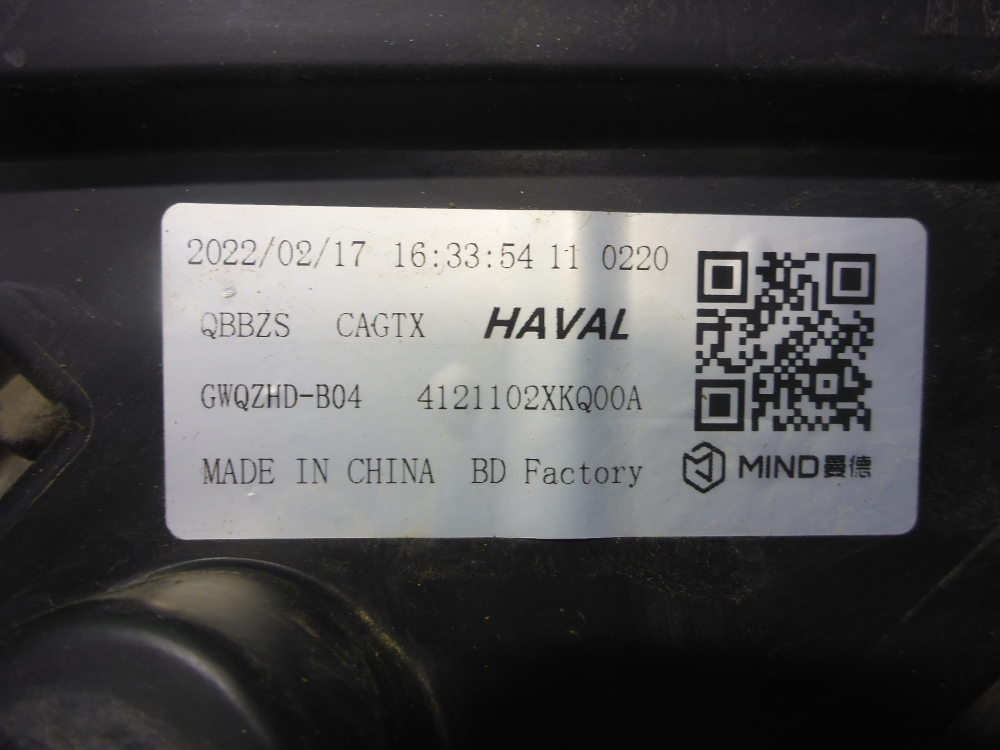 2022/02/17 16:33:54 11 0220
QBBZS CAGTX HAVAL
GWQZHD-B04 4121102XKQ00A
MADE IN CHINA BD Factory MIND曼德